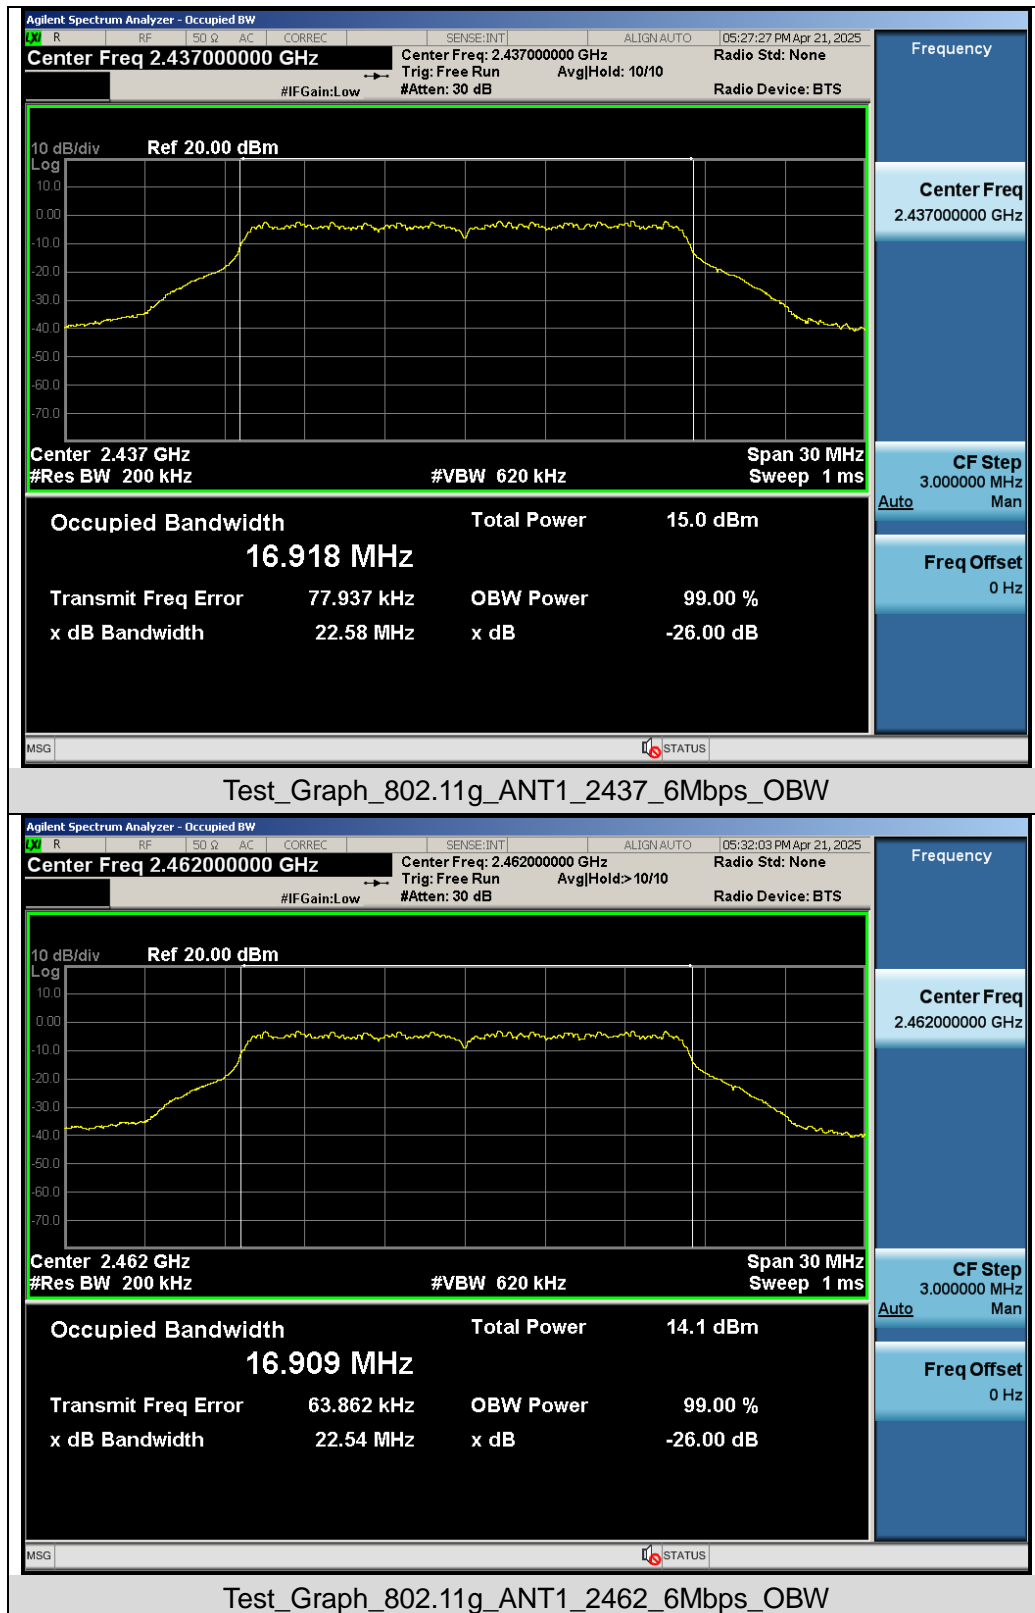 Agilent Spectrum Analyzer - Occupied BW
LXI R RF 50 Ω AC CORREC SENSE:INT ALIGN AUTO 05:27:27 PM Apr 21, 2025
Center Freq 2.437000000 GHz Center Freq: 2.437000000 GHz Radio Std: None Frequency
Trig: Free Run Avg|Hold: 10/10
#IFGain:Low #Atten: 30 dB Radio Device: BTS
10 dB/div Ref 20.00 dBm
Log
10.0
0.00
-10.0
-20.0
-30.0
-40.0
-50.0
-60.0
-70.0
Center 2.437 GHz Span 30 MHz
#Res BW 200 kHz #VBW 620 kHz Sweep 1 ms
Center Freq
2.437000000 GHz
CF Step
3.000000 MHz
Auto Man
Freq Offset
0 Hz
Occupied Bandwidth Total Power 15.0 dBm
16.918 MHz
Transmit Freq Error 77.937 kHz OBW Power 99.00 %
x dB Bandwidth 22.58 MHz x dB -26.00 dB
MSG STATUS
Test_Graph_802.11g_ANT1_2437_6Mbps_OBW
Agilent Spectrum Analyzer - Occupied BW
LXI R RF 50 Ω AC CORREC SENSE:INT ALIGN AUTO 05:32:03 PM Apr 21, 2025
Center Freq 2.462000000 GHz Center Freq: 2.462000000 GHz Radio Std: None Frequency
Trig: Free Run Avg|Hold:>10/10
#IFGain:Low #Atten: 30 dB Radio Device: BTS
10 dB/div Ref 20.00 dBm
Log
10.0
0.00
-10.0
-20.0
-30.0
-40.0
-50.0
-60.0
-70.0
Center 2.462 GHz Span 30 MHz
#Res BW 200 kHz #VBW 620 kHz Sweep 1 ms
Center Freq
2.462000000 GHz
CF Step
3.000000 MHz
Auto Man
Freq Offset
0 Hz
Occupied Bandwidth Total Power 14.1 dBm
16.909 MHz
Transmit Freq Error 63.862 kHz OBW Power 99.00 %
x dB Bandwidth 22.54 MHz x dB -26.00 dB
MSG STATUS
Test_Graph_802.11g_ANT1_2462_6Mbps_OBW